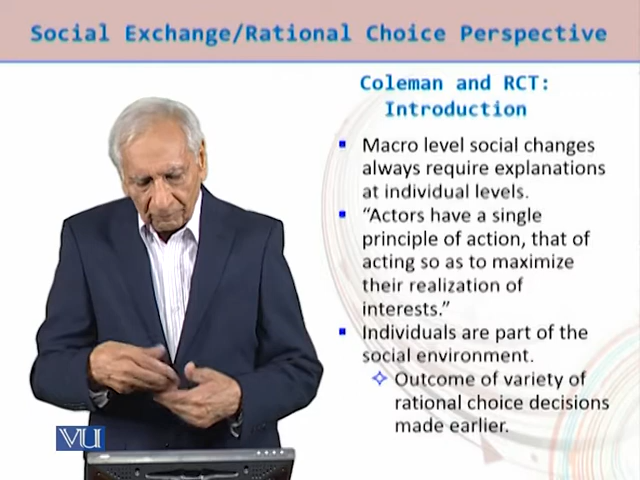 Social Exchange/Rational Choice Perspective
Coleman and RCT:
Introduction
Macro level social changes
always require explanations
at individual levels.
“Actors have a single
principle of action, that of
acting so as to maximize
their realization of
interests.”
Individuals are part of the
social environment.
Outcome of variety of
rational choice decisions
made earlier.
VU